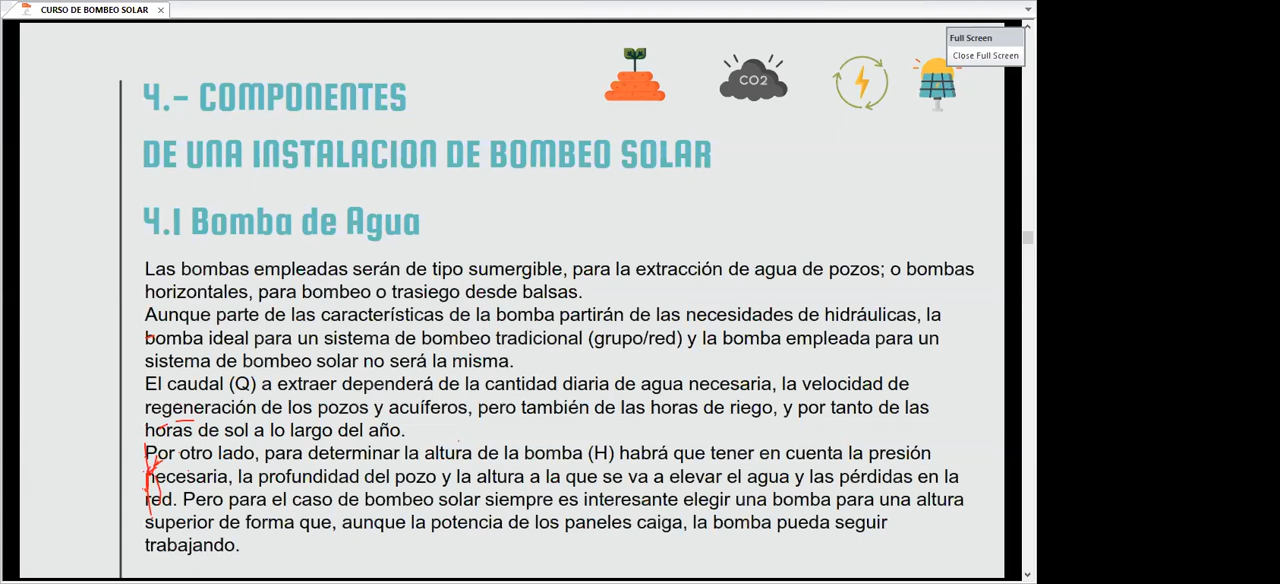 CURSO DE BOMBEO SOLAR
Full Screen
Close Full Screen
CO2
4.- COMPONENTES
DE UNA INSTALACION DE BOMBEO SOLAR
4.1 Bomba de Agua
Las bombas empleadas serán de tipo sumergible, para la extracción de agua de pozos; o bombas
horizontales, para bombeo o trasiego desde balsas.
Aunque parte de las características de la bomba partirán de las necesidades de hidráulicas, la
bomba ideal para un sistema de bombeo tradicional (grupo/red) y la bomba empleada para un
sistema de bombeo solar no será la misma.
El caudal (Q) a extraer dependerá de la cantidad diaria de agua necesaria, la velocidad de
regeneración de los pozos y acuíferos, pero también de las horas de riego, y por tanto de las
horas de sol a lo largo del año.
Por otro lado, para determinar la altura de la bomba (H) habrá que tener en cuenta la presión
necesaria, la profundidad del pozo y la altura a la que se va a elevar el agua y las pérdidas en la
red. Pero para el caso de bombeo solar siempre es interesante elegir una bomba para una altura
superior de forma que, aunque la potencia de los paneles caiga, la bomba pueda seguir
trabajando.